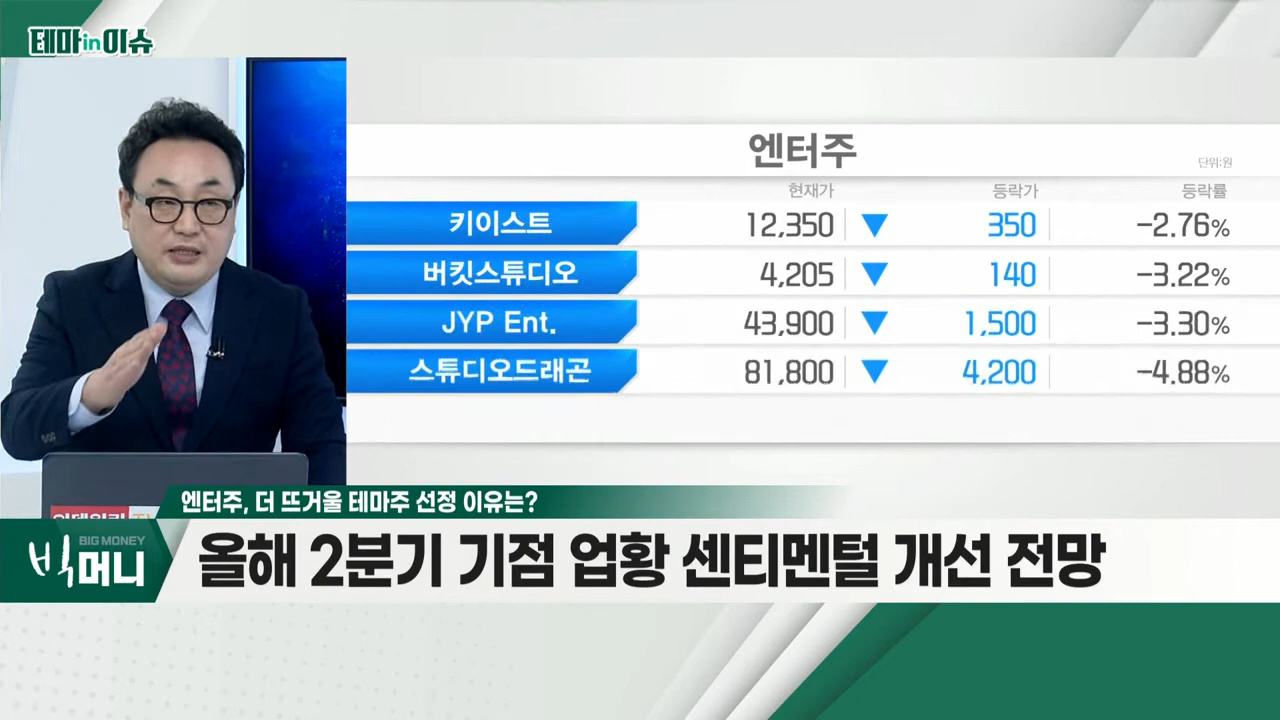 테마in이슈
엔터주
단위:원
현재가 등락가 등락률
키이스트 12,350 ▼ 350 -2.76%
버킷스튜디오 4,205 ▼ 140 -3.22%
JYP Ent. 43,900 ▼ 1,500 -3.30%
스튜디오드래곤 81,800 ▼ 4,200 -4.88%
엔터주, 더 뜨거울 테마주 선정 이유는?
BIG MONEY
빅머니
올해 2분기 기점 업황 센티멘털 개선 전망